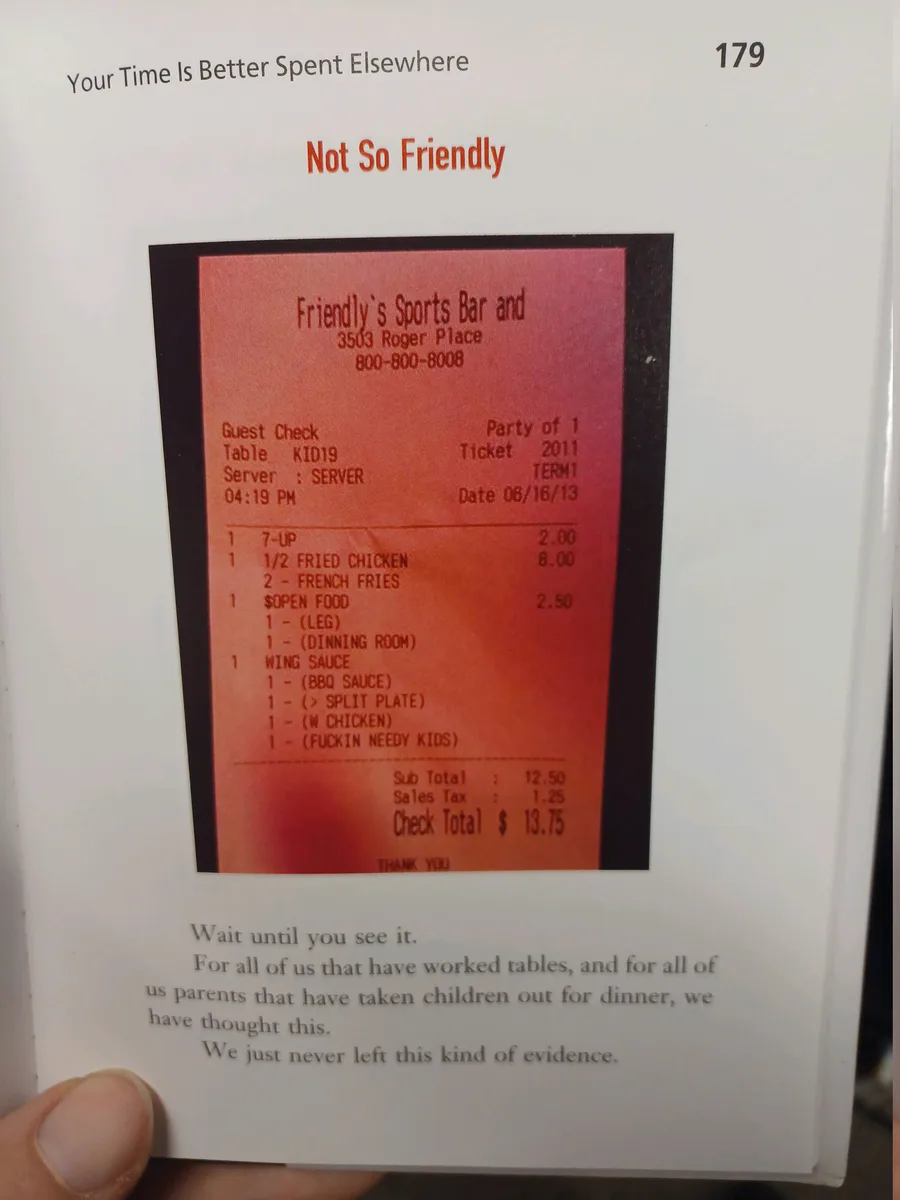 Your Time Is Better Spent Elsewhere 179
Not So Friendly
Friendly`s Sports Bar and
3503 Roger Place
800-800-8008
Guest Check Party of 1
Table KID19 Ticket 2011
Server : SERVER TERM1
04:19 PM Date 06/16/13
1 7-UP 2.00
1 1/2 FRIED CHICKEN 8.00
2 - FRENCH FRIES
1 $OPEN FOOD 2.50
1 - (LEG)
1 - (DINNING ROOM)
1 WING SAUCE
1 - (BBQ SAUCE)
1 - (> SPLIT PLATE)
1 - (W CHICKEN)
1 - (FUCKIN NEEDY KIDS)
Sub Total : 12.50
Sales Tax : 1.25
Check Total $ 13.75
THANK YOU
Wait until you see it.
For all of us that have worked tables, and for all of
us parents that have taken children out for dinner, we
have thought this.
We just never left this kind of evidence.